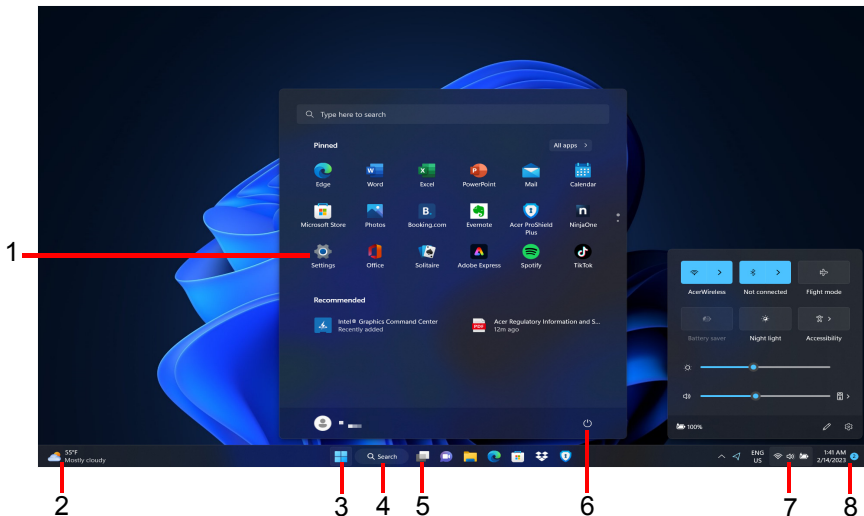 Type here to search
Pinned
All apps >
Edge
Word
Excel
PowerPoint
Mail
Calendar
Microsoft Store
Photos
Booking.com
Evernote
Acer ProShield
Plus
NinjaOne
Settings
Office
Solitaire
Adobe Express
Spotify
TikTok
Recommended
Intel® Graphics Command Center
Recently added
Acer Regulatory Information and S...
12m ago
AcerWireless
Not connected
Flight mode
Battery saver
Night light
Accessibility
100%
55°F
Mostly cloudy
Search
ENG
US
1:41 AM
2/14/2023
1
2
3
4
5
6
7
8